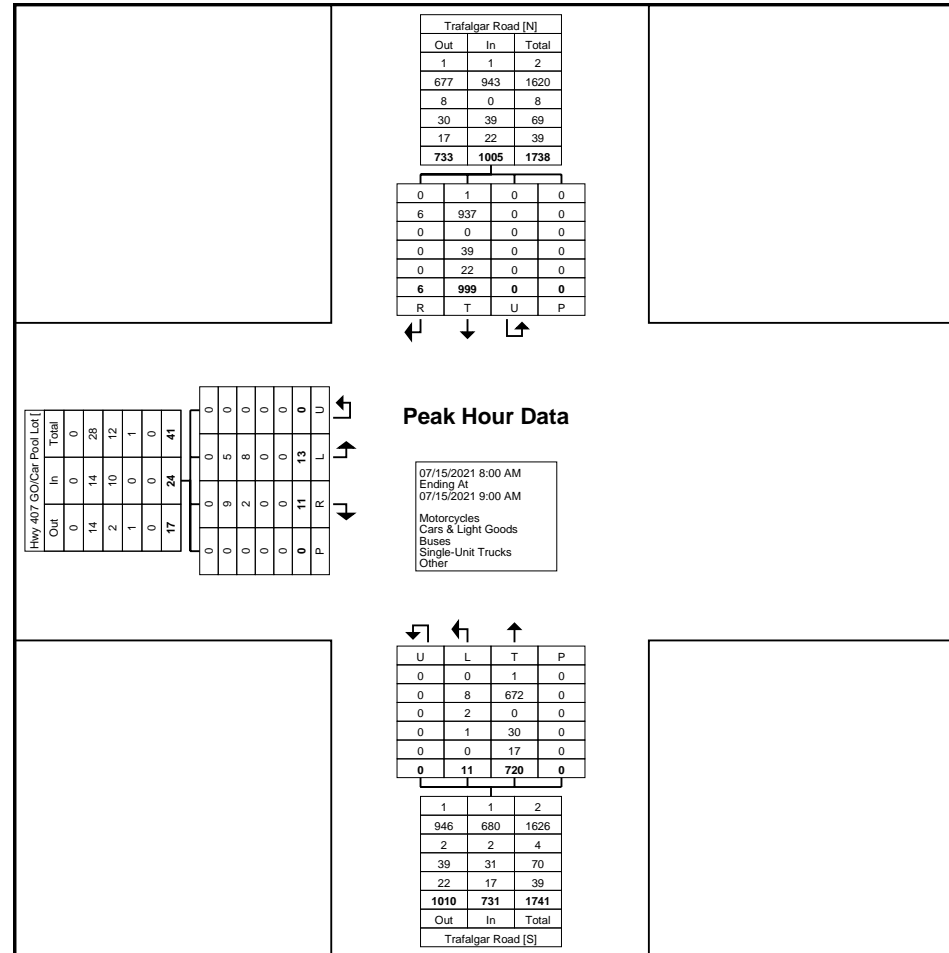 Trafalgar Road [N]
Out In Total
1 1 2
677 943 1620
8 0 8
30 39 69
17 22 39
733 1005 1738
0 1 0 0
6 937 0 0
0 0 0 0
0 39 0 0
0 22 0 0
6 999 0 0
R T U P
Hwy 407 GO/Car Pool Lot [
Out In Total
0 0 0
14 14 28
2 10 12
1 0 1
0 0 0
17 24 41
0 0 0 0
9 5 0 0
2 8 0 0
0 0 0 0
0 0 0 0
0 11 13 0
P R L U
Peak Hour Data
07/15/2021 8:00 AM
Ending At
07/15/2021 9:00 AM
Motorcycles
Cars & Light Goods
Buses
Single-Unit Trucks
Other
U L T P
0 0 1 0
0 8 672 0
0 2 0 0
0 1 30 0
0 0 17 0
0 11 720 0
1 1 2
946 680 1626
2 2 4
39 31 70
22 17 39
1010 731 1741
Out In Total
Trafalgar Road [S]